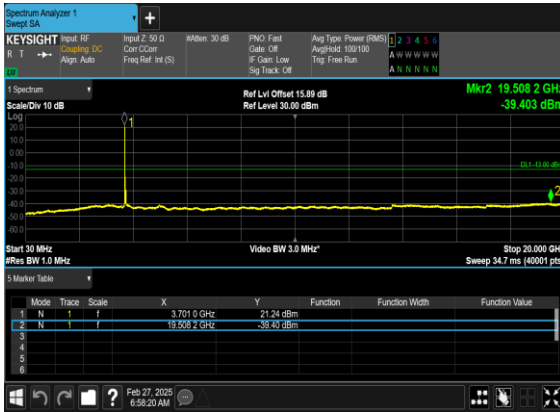 Spectrum Analyzer 1
Swept SA
+
KEYSIGHT Input: RF Input Z: 50 Ω #Atten: 30 dB PNO: Fast Avg Type: Power (RMS) 1 2 3 4 5 6
R T Coupling: DC Corr CCorr Gate: Off Avg|Hold: 100/100 A W W W W W
Align: Auto Freq Ref: Int (S) IF Gain: Low Trig: Free Run
LW Sig Track: Off A N N N N N
1 Spectrum Ref Lvl Offset 15.89 dB Mkr2 19.508 2 GHz
Scale/Div 10 dB Ref Level 30.00 dBm -39.403 dBm
Log
20.0 1
10.0
0.00
-10.0 DL1 -13.00 dBm
-20.0
-30.0 2
-40.0
-50.0
-60.0
Start 30 MHz Video BW 3.0 MHz* Stop 20.000 GHz
#Res BW 1.0 MHz Sweep 34.7 ms (40001 pts)
5 Marker Table
Mode Trace Scale X Y Function Function Width Function Value
1 N 1 f 3.701 0 GHz 21.24 dBm
2 N 1 f 19.508 2 GHz -39.40 dBm
3
4
5
6
? Feb 27, 2025
6:58:20 AM